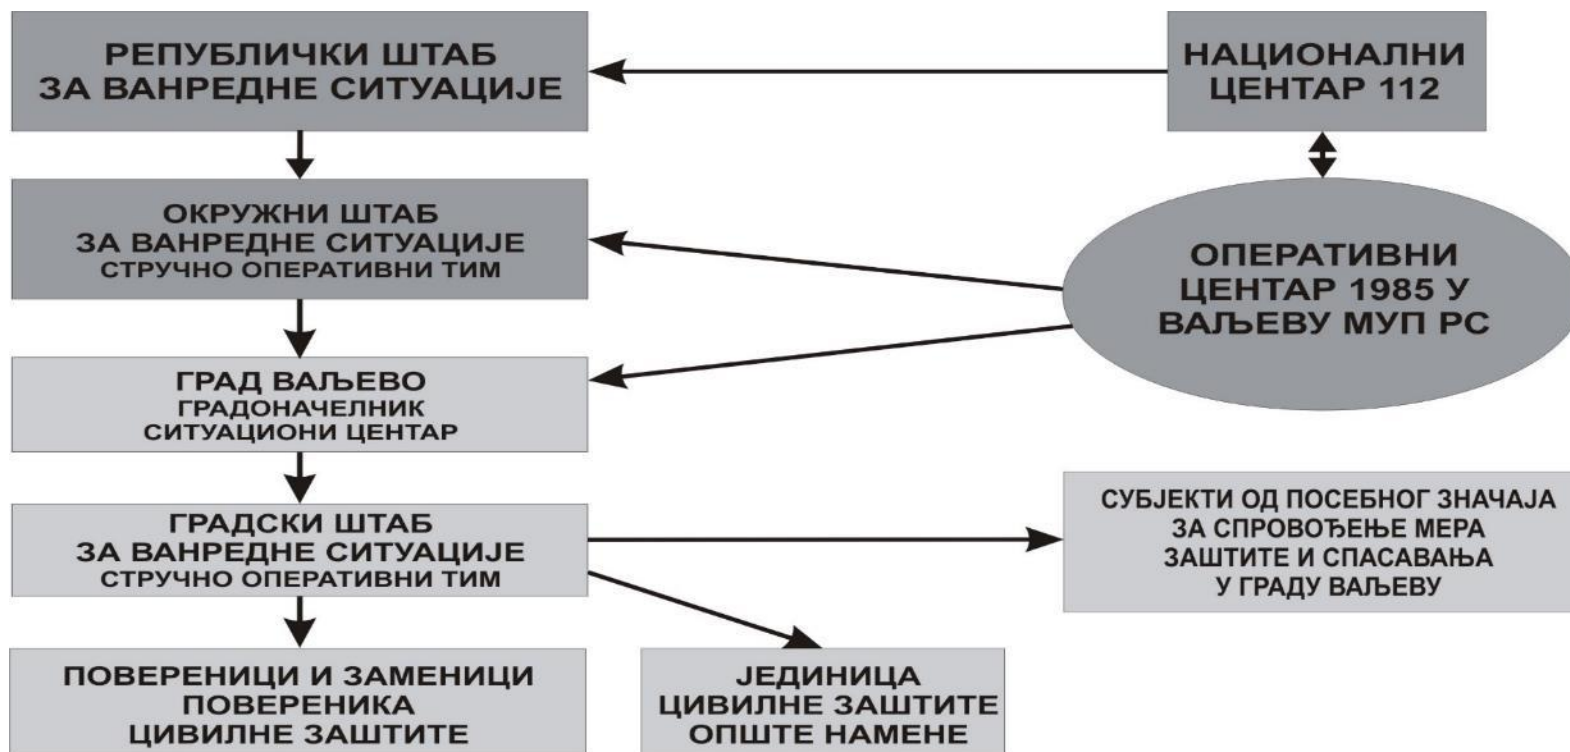 РЕПУБЛИЧКИ ШТАБ
ЗА ВАНРЕДНЕ СИТУАЦИЈЕ
НАЦИОНАЛНИ
ЦЕНТАР 112
ОКРУЖНИ ШТАБ
ЗА ВАНРЕДНЕ СИТУАЦИЈЕ
СТРУЧНО ОПЕРАТИВНИ ТИМ
ОПЕРАТИВНИ
ЦЕНТАР 1985 У
ВАЉЕВУ МУП РС
ГРАД ВАЉЕВО
ГРАДОНАЧЕЛНИК
СИТУАЦИОНИ ЦЕНТАР
ГРАДСКИ ШТАБ
ЗА ВАНРЕДНЕ СИТУАЦИЈЕ
СТРУЧНО ОПЕРАТИВНИ ТИМ
СУБЈЕКТИ ОД ПОСЕБНОГ ЗНАЧАЈА
ЗА СПРОВОЂЕЊЕ МЕРА
ЗАШТИТЕ И СПАСАВАЊА
У ГРАДУ ВАЉЕВУ
ПОВЕРЕНИЦИ И ЗАМЕНИЦИ
ПОВЕРЕНИКА
ЦИВИЛНЕ ЗАШТИТЕ
ЈЕДИНИЦА
ЦИВИЛНЕ ЗАШТИТЕ
ОПШТЕ НАМЕНЕ